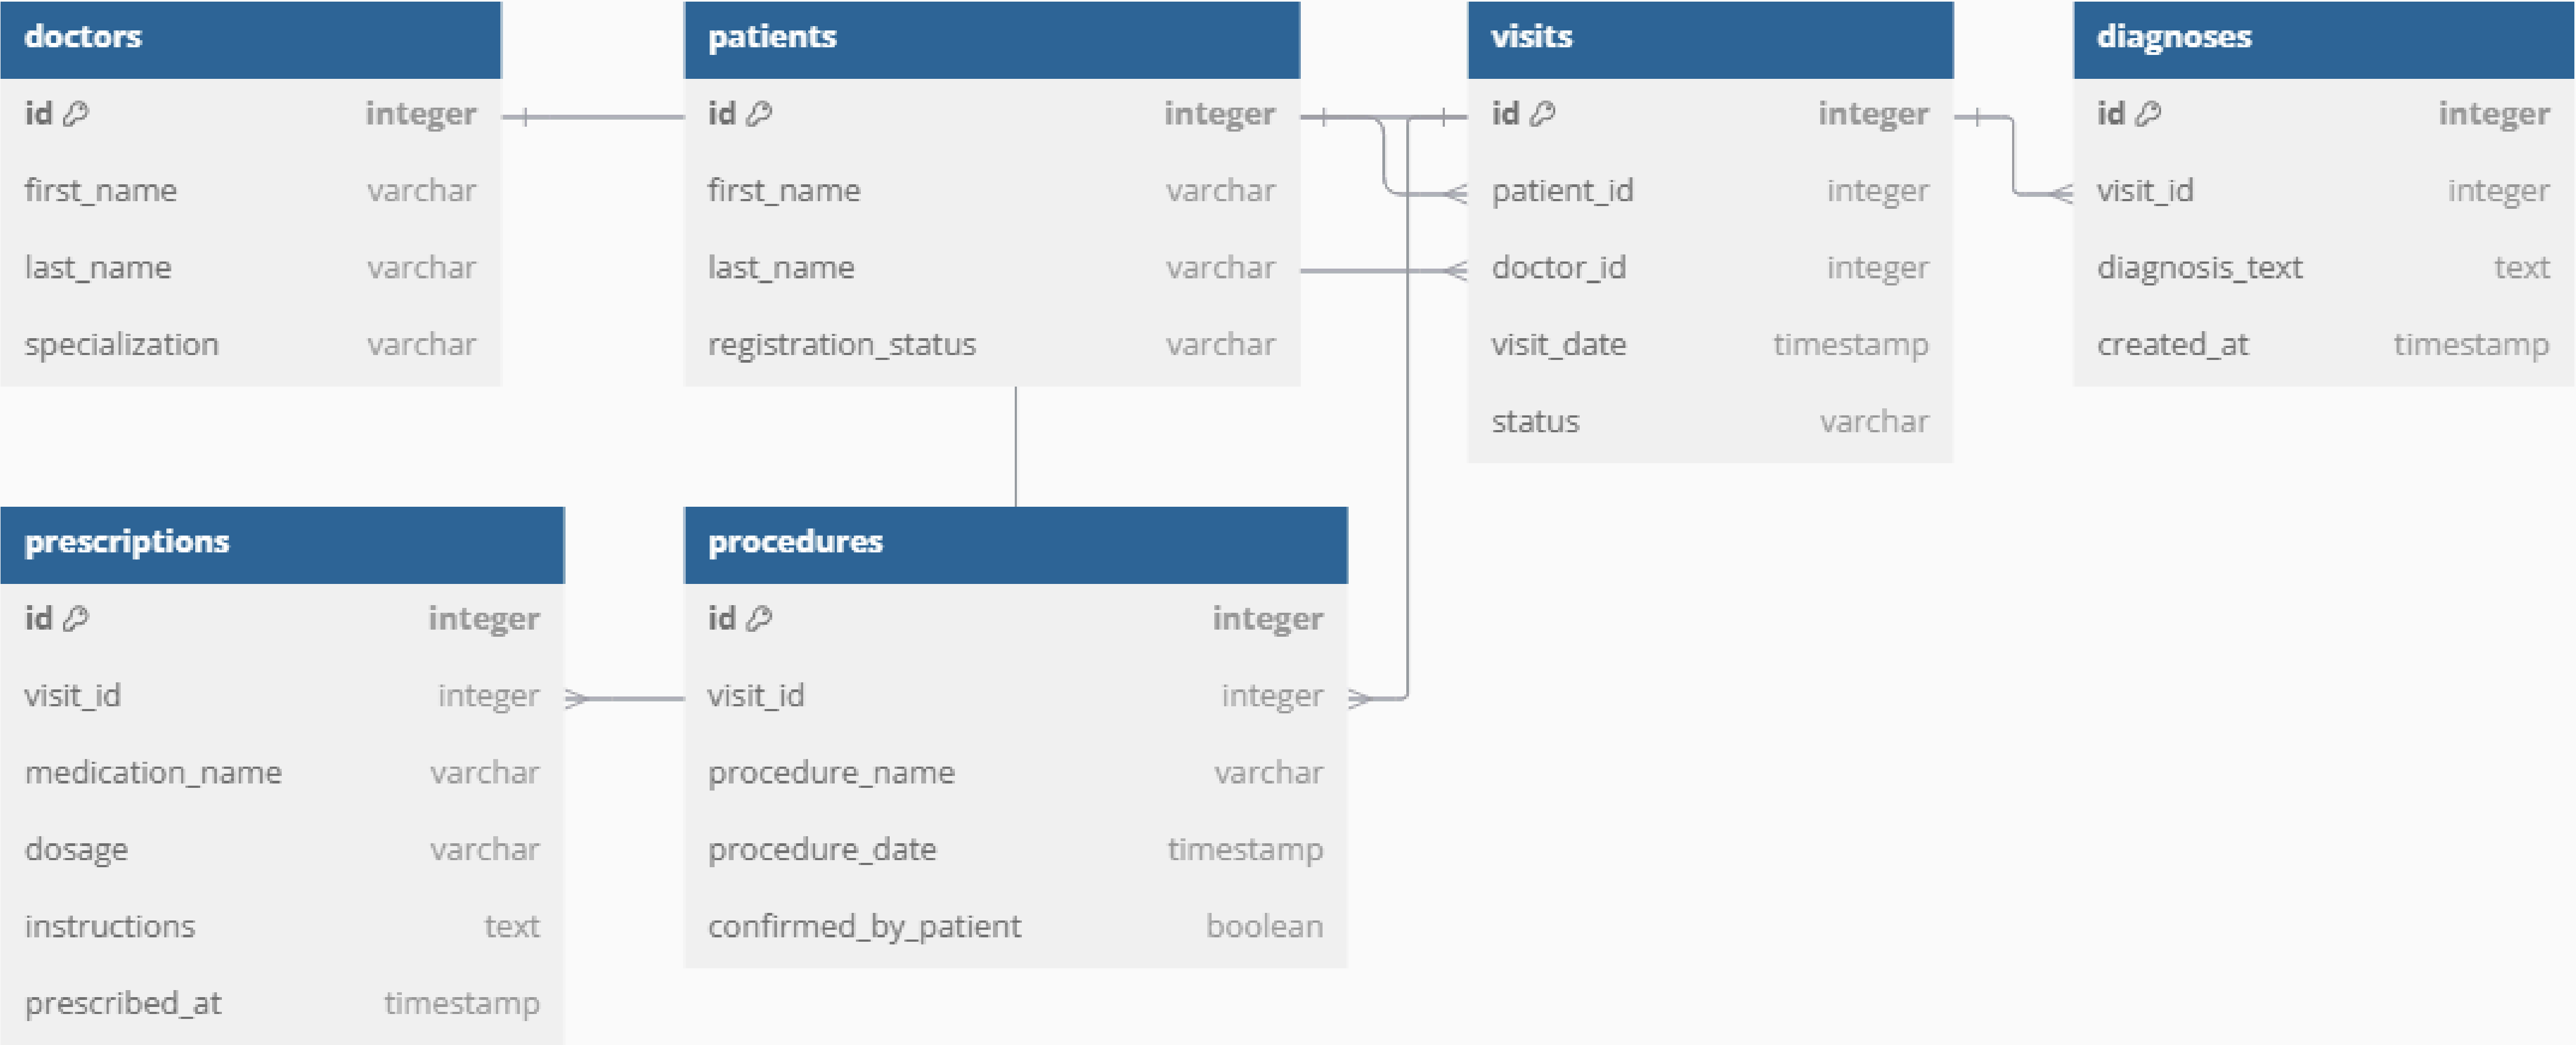 doctors
id integer
first_name varchar
last_name varchar
specialization varchar
patients
id integer
first_name varchar
last_name varchar
registration_status varchar
visits
id integer
patient_id integer
doctor_id integer
visit_date timestamp
status varchar
diagnoses
id integer
visit_id integer
diagnosis_text text
created_at timestamp
prescriptions
id integer
visit_id integer
medication_name varchar
dosage varchar
instructions text
prescribed_at timestamp
procedures
id integer
visit_id integer
procedure_name varchar
procedure_date timestamp
confirmed_by_patient boolean